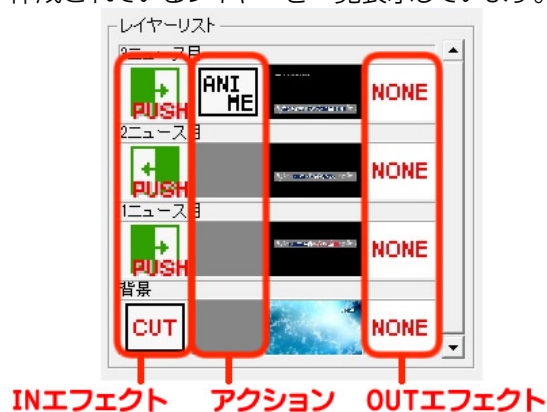 作成されているレイヤーを一覧表示しています。
レイヤーリスト
3ニュース目
PUSH
ANI
ME
NONE
2ニュース目
PUSH
NONE
1ニュース目
PUSH
NONE
背景
CUT
NONE
INエフェクト アクション OUTエフェクト